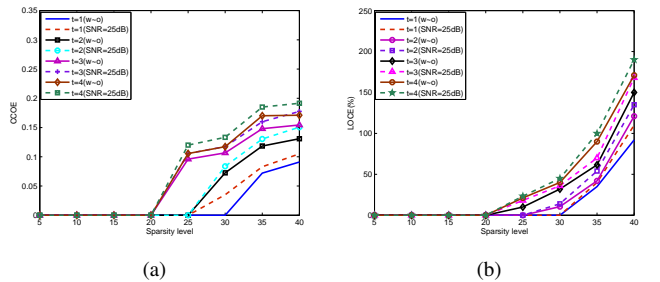 0.35
0.3
0.25
0.2
0.15
0.1
0.05
0
CCOE
t=1(w~o)
t=1(SNR=25dB)
t=2(w~o)
t=2(SNR=25dB)
t=3(w~o)
t=3(SNR=25dB)
t=4(w~o)
t=4(SNR=25dB)
5 10 15 20 25 30 35 40
Sparsity level
(a)
250
200
150
100
50
0
LOCE(%)
t=1(w~o)
t=1(SNR=25dB)
t=2(w~o)
t=2(SNR=25dB)
t=3(w~o)
t=3(SNR=25dB)
t=4(w~o)
t=4(SNR=25dB)
5 10 15 20 25 30 35 40
Sparsity level
(b)